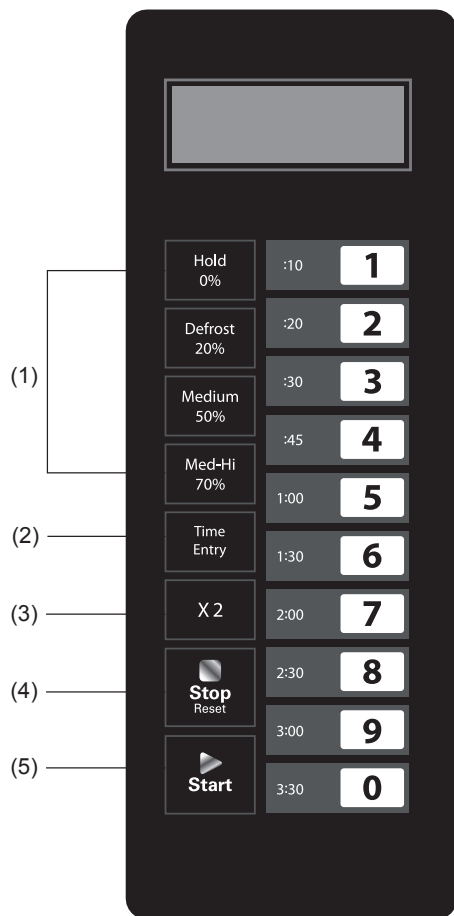 Hold
0%
Defrost
20%
Medium
50%
Med-Hi
70%
Time
Entry
X 2
Stop
Reset
Start
:10 1
:20 2
:30 3
:45 4
1:00 5
1:30 6
2:00 7
2:30 8
3:00 9
3:30 0
(1)
(2)
(3)
(4)
(5)